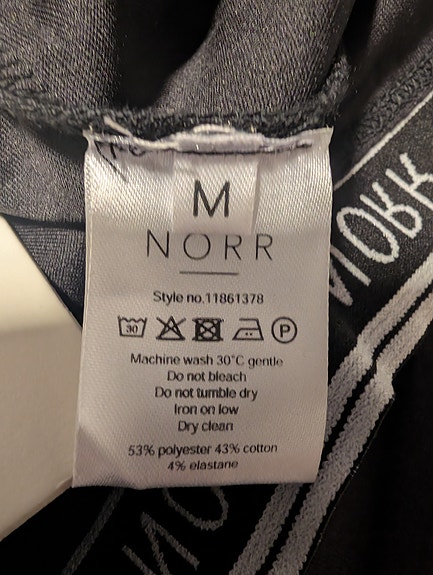 M
NORR
Style no.11861378
30 P
Machine wash 30°C gentle
Do not bleach
Do not tumble dry
Iron on low
Dry clean
53% polyester 43% cotton
4% elastane
NORR